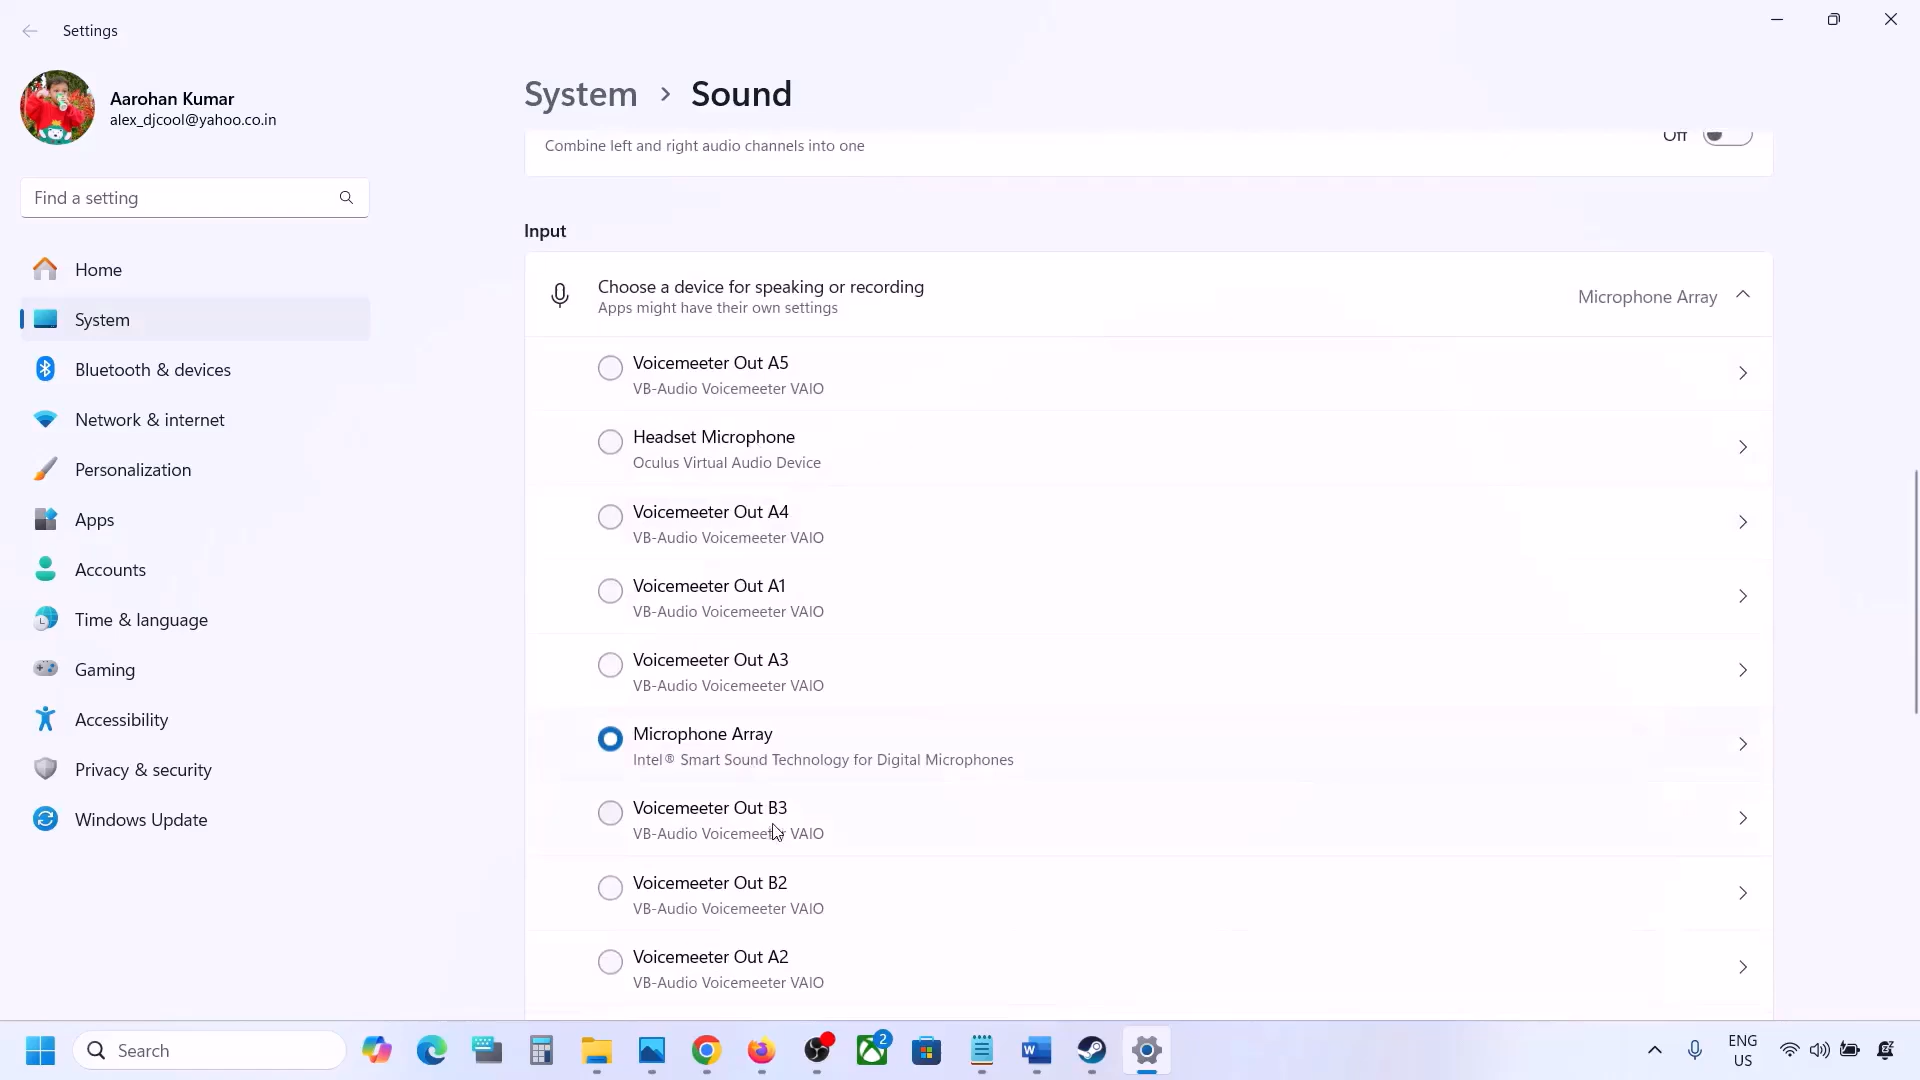 Settings
Aarohan Kumar
alex_djcool@yahoo.co.in
Find a setting
Home
System
Bluetooth & devices
Network & internet
Personalization
Apps
Accounts
Time & language
Gaming
Accessibility
Privacy & security
Windows Update
System > Sound
Off
Combine left and right audio channels into one
Input
Choose a device for speaking or recording
Apps might have their own settings
Microphone Array
Voicemeeter Out A5
VB-Audio Voicemeeter VAIO
Headset Microphone
Oculus Virtual Audio Device
Voicemeeter Out A4
VB-Audio Voicemeeter VAIO
Voicemeeter Out A1
VB-Audio Voicemeeter VAIO
Voicemeeter Out A3
VB-Audio Voicemeeter VAIO
Microphone Array
Intel® Smart Sound Technology for Digital Microphones
Voicemeeter Out B3
VB-Audio Voicemeeter VAIO
Voicemeeter Out B2
VB-Audio Voicemeeter VAIO
Voicemeeter Out A2
VB-Audio Voicemeeter VAIO
Search
2
ENG
US